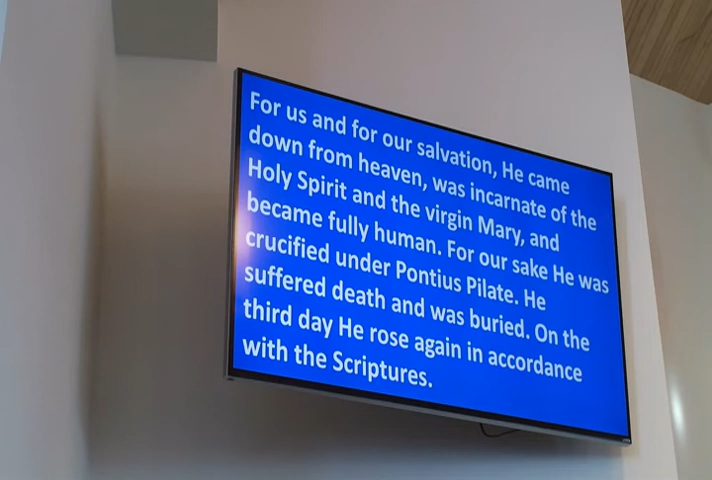 For us and for our salvation, He came
down from heaven, was incarnate of the
Holy Spirit and the virgin Mary, and
became fully human. For our sake He was
crucified under Pontius Pilate. He
suffered death and was buried. On the
third day He rose again in accordance
with the Scriptures.